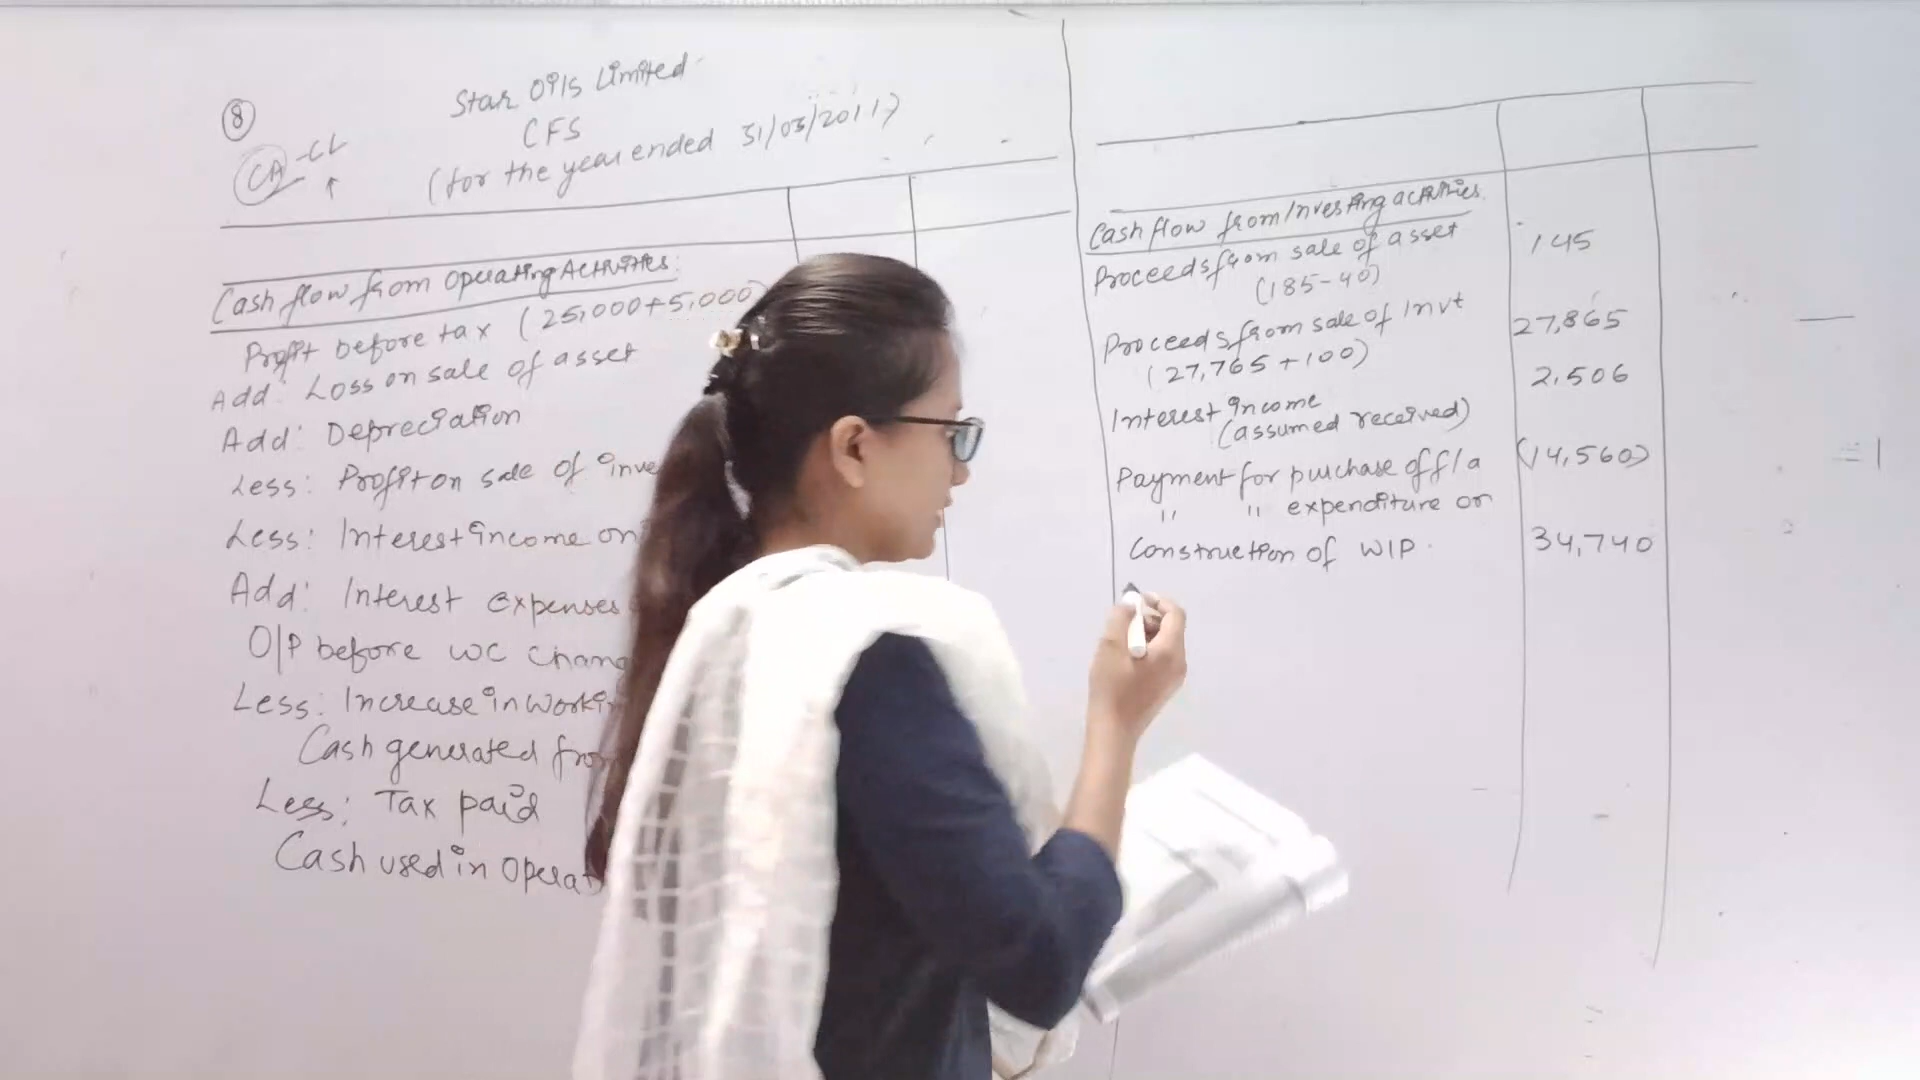 8
Star Oils Limited
CFS
(for the year ended 31/03/2011)
CA - CL
↑
Cash flow from Operating Activities:
Profit before tax (25,000+5,000)
Add: Loss on sale of asset
Add: Depreciation
Less: Profit on sale of inve
Less: Interest income on
Add: Interest expenses
O/P before WC Chang
Less: Increase in Workin
Cash generated from
Less: Tax paid
Cash used in Operat
Cash flow from Investing activities.
Proceeds from sale of asset 145
(185-40)
Proceeds from sale of Invt 27,865
(27,765+100)
Interest income 2,506
(assumed received)
Payment for purchase of f/a (14,560)
" " expenditure on
Construction of WIP. 34,740
= 1